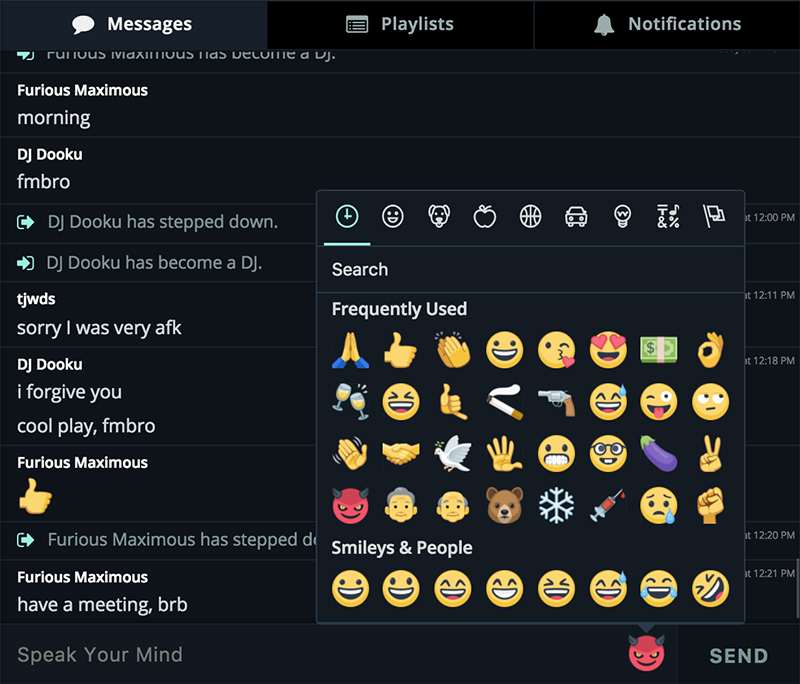 Messages
Playlists
Notifications
Furious Maximous has become a DJ.
Furious Maximous
morning
DJ Dooku
fmbro
DJ Dooku has stepped down.
at 12:00 PM
DJ Dooku has become a DJ.
tjwds
at 12:11 PM
sorry I was very afk
DJ Dooku
at 12:18 PM
i forgive you
cool play, fmbro
Furious Maximous
Furious Maximous has stepped
at 12:20 PM
Furious Maximous
at 12:21 PM
have a meeting, brb
Search
Frequently Used
Smileys & People
Speak Your Mind
SEND